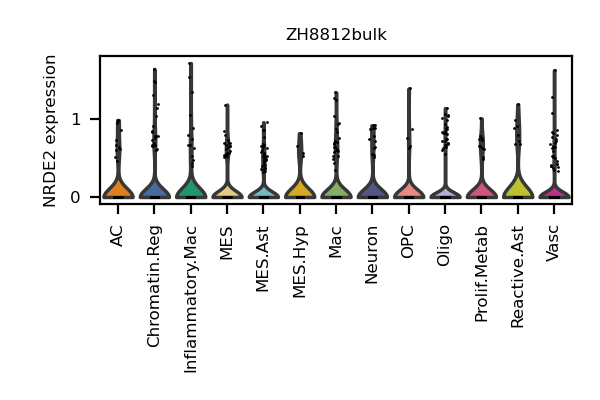 ZH8812bulk
NRDE2 expression
1
0
AC
Chromatin.Reg
Inflammatory.Mac
MES
MES.Ast
MES.Hyp
Mac
Neuron
OPC
Oligo
Prolif.Metab
Reactive.Ast
Vasc